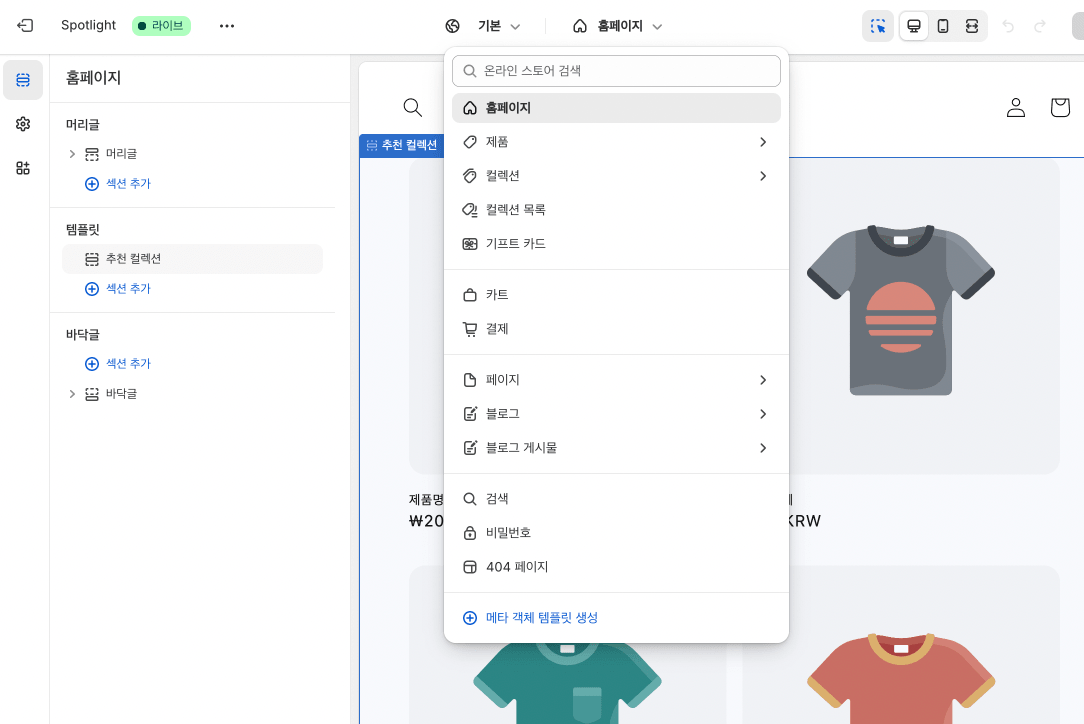 Spotlight
라이브
기본
홈페이지
홈페이지
머리글
머리글
섹션 추가
템플릿
추천 컬렉션
섹션 추가
바닥글
섹션 추가
바닥글
온라인 스토어 검색
홈페이지
제품
컬렉션
컬렉션 목록
기프트 카드
카트
결제
페이지
블로그
블로그 게시물
검색
비밀번호
404 페이지
메타 객체 템플릿 생성
추천 컬렉션
제품명
₩20
KRW